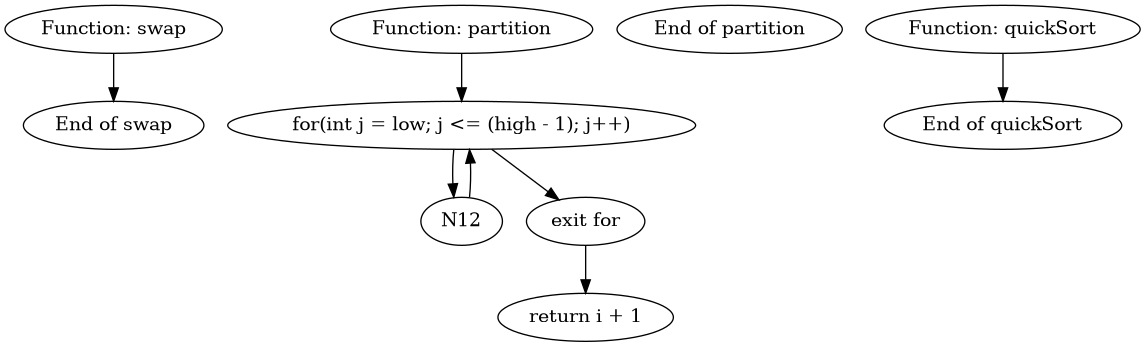 Function: swap
Function: partition
End of partition
Function: quickSort
End of swap
for(int j = low; j <= (high - 1); j++)
End of quickSort
N12
exit for
return i + 1